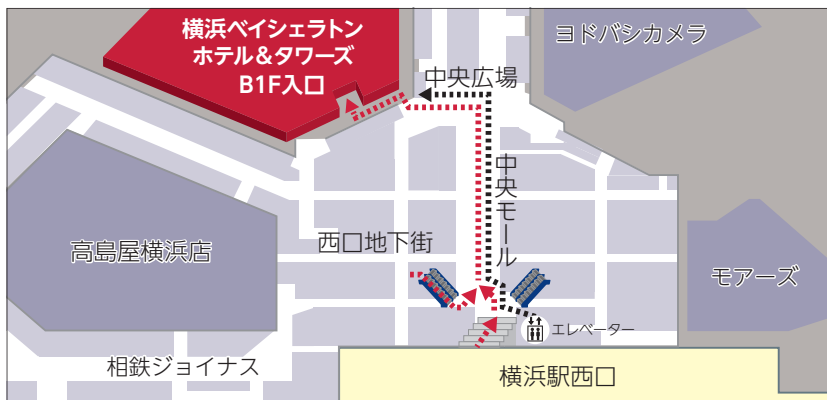 横浜ベイシェラトン
ホテル&タワーズ
B1F入口
ヨドバシカメラ
中央広場
中央モール
西口地下街
高島屋横浜店
モアーズ
エレベーター
相鉄ジョイナス
横浜駅西口